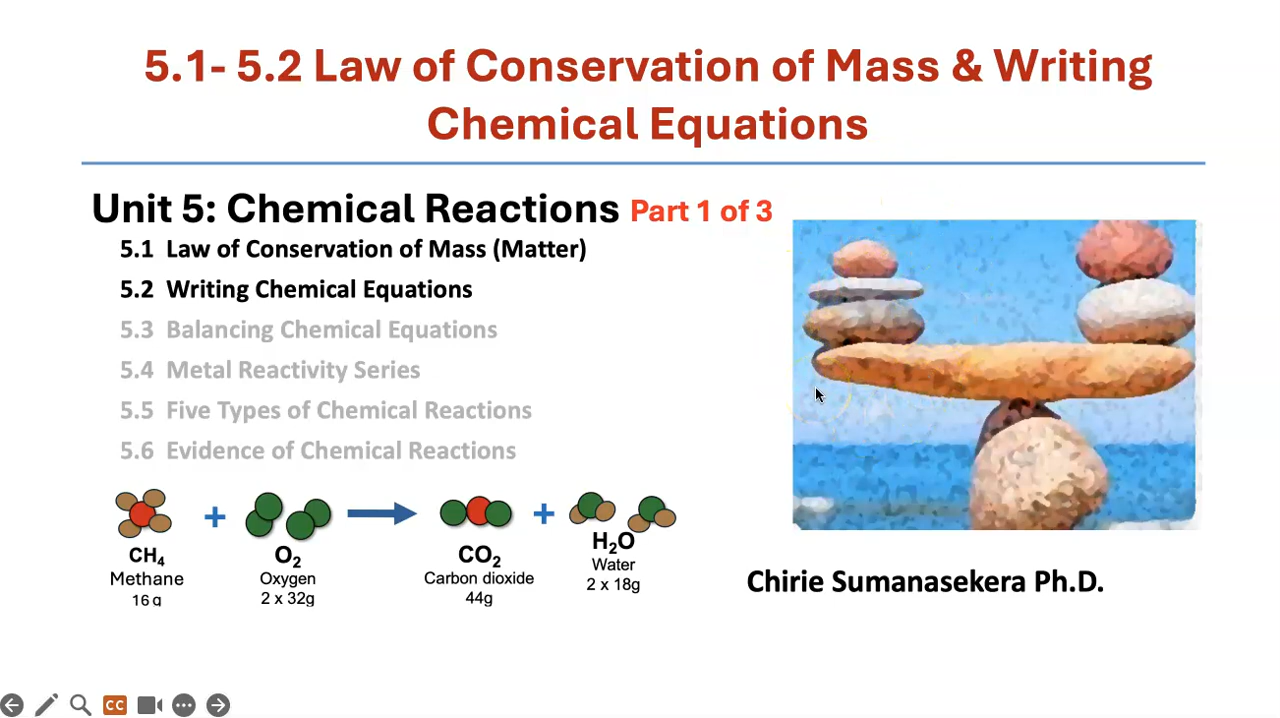 5.1- 5.2 Law of Conservation of Mass & Writing
Chemical Equations
Unit 5: Chemical Reactions Part 1 of 3
5.1 Law of Conservation of Mass (Matter)
5.2 Writing Chemical Equations
5.3 Balancing Chemical Equations
5.4 Metal Reactivity Series
5.5 Five Types of Chemical Reactions
5.6 Evidence of Chemical Reactions
+ +
CH₄ O₂ CO₂ H₂O
Methane Oxygen Carbon dioxide Water
16 g 2 x 32g 44g 2 x 18g
Chirie Sumanasekera Ph.D.
CC